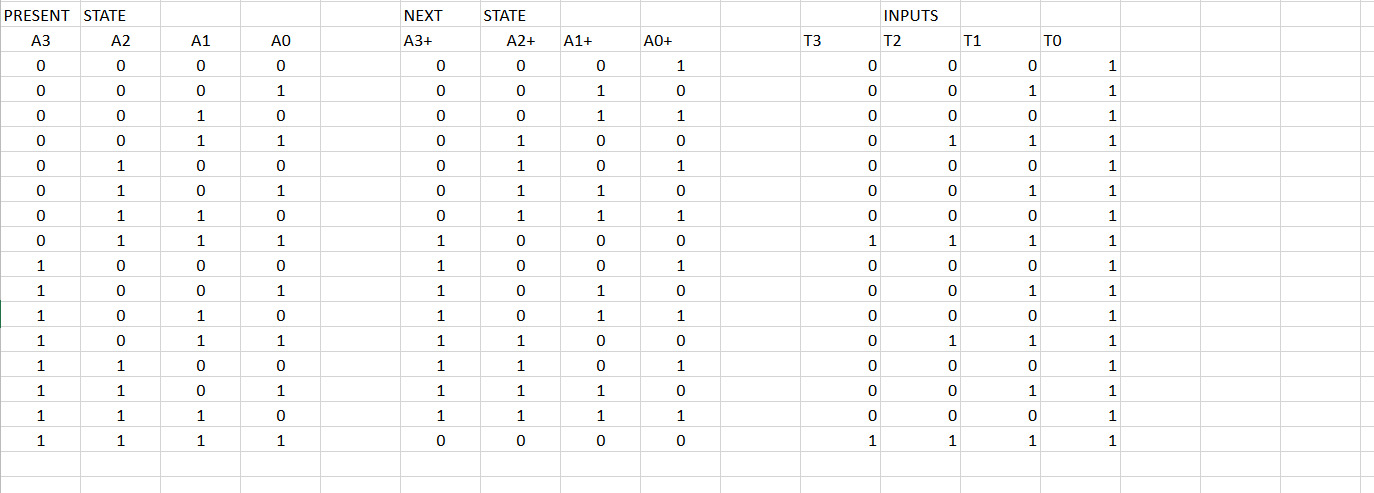 PRESENT STATE NEXT STATE INPUTS
A3 A2 A1 A0 A3+ A2+ A1+ A0+ T3 T2 T1 T0
0 0 0 0 0 0 0 1 0 0 0 1
0 0 0 1 0 0 1 0 0 0 1 1
0 0 1 0 0 0 1 1 0 0 0 1
0 0 1 1 0 1 0 0 0 1 1 1
0 1 0 0 0 1 0 1 0 0 0 1
0 1 0 1 0 1 1 0 0 0 1 1
0 1 1 0 0 1 1 1 0 0 0 1
0 1 1 1 1 0 0 0 1 1 1 1
1 0 0 0 1 0 0 1 0 0 0 1
1 0 0 1 1 0 1 0 0 0 1 1
1 0 1 0 1 0 1 1 0 0 0 1
1 0 1 1 1 1 0 0 0 1 1 1
1 1 0 0 1 1 0 1 0 0 0 1
1 1 0 1 1 1 1 0 0 0 1 1
1 1 1 0 1 1 1 1 0 0 0 1
1 1 1 1 0 0 0 0 1 1 1 1